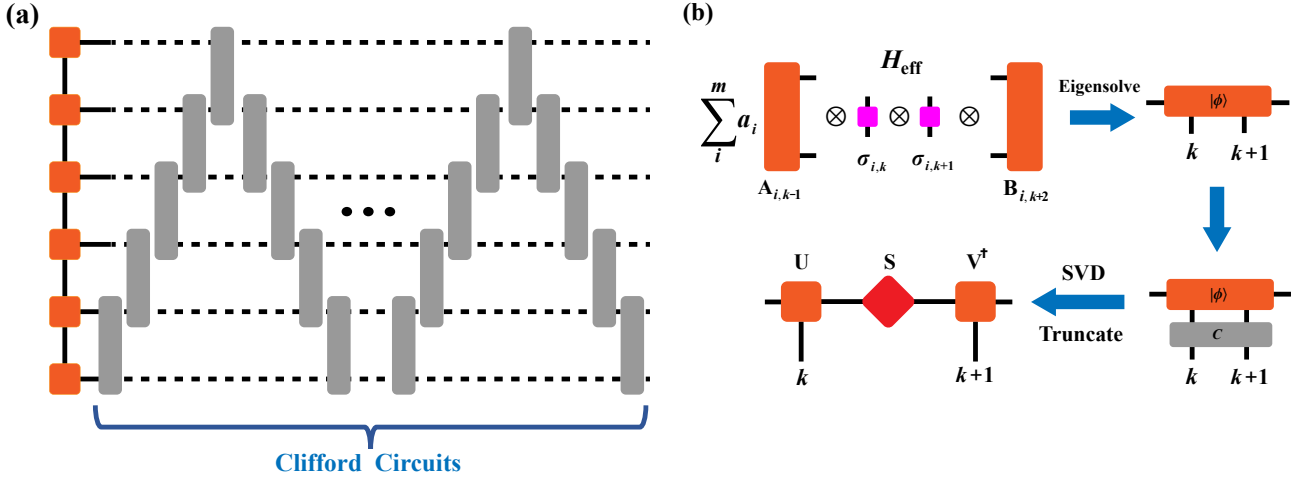 (a)
Clifford Circuits
(b)
H_eff
∑_i^m a_i ⊗ ⊗ ⊗
σ_{i,k} σ_{i,k+1}
A_{i,k-1} B_{i,k+2}
Eigensolve
|ϕ⟩
k k+1
U S V†
SVD
Truncate
k k+1
|ϕ⟩
C
k k+1